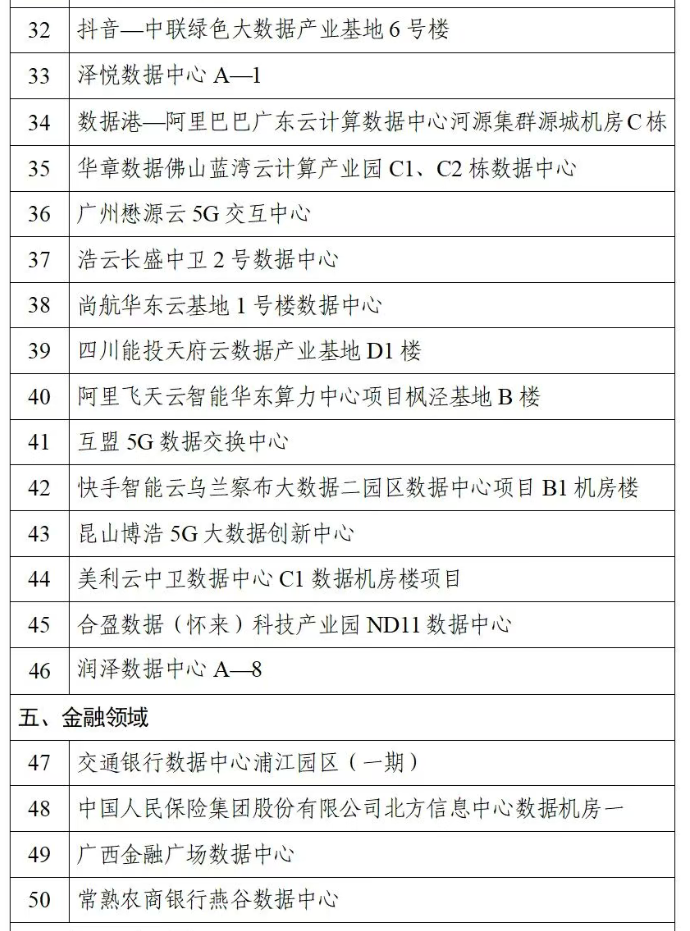 32 抖音—中联绿色大数据产业基地 6 号楼
33 泽悦数据中心 A—1
34 数据港—阿里巴巴广东云计算数据中心河源集群源城机房 C 栋
35 华章数据佛山蓝湾云计算产业园 C1、C2 栋数据中心
36 广州懋源云 5G 交互中心
37 浩云长盛中卫 2 号数据中心
38 尚航华东云基地 1 号楼数据中心
39 四川能投天府云数据产业基地 D1 楼
40 阿里飞天云智能华东算力中心项目枫泾基地 B 楼
41 互盟 5G 数据交换中心
42 快手智能云乌兰察布大数据二园区数据中心项目 B1 机房楼
43 昆山博浩 5G 大数据创新中心
44 美利云中卫数据中心 C1 数据机房楼项目
45 合盈数据（怀来）科技产业园 ND11 数据中心
46 润泽数据中心 A—8
五、金融领域
47 交通银行数据中心浦江园区（一期）
48 中国人民保险集团股份有限公司北方信息中心数据机房一
49 广西金融广场数据中心
50 常熟农商银行燕谷数据中心